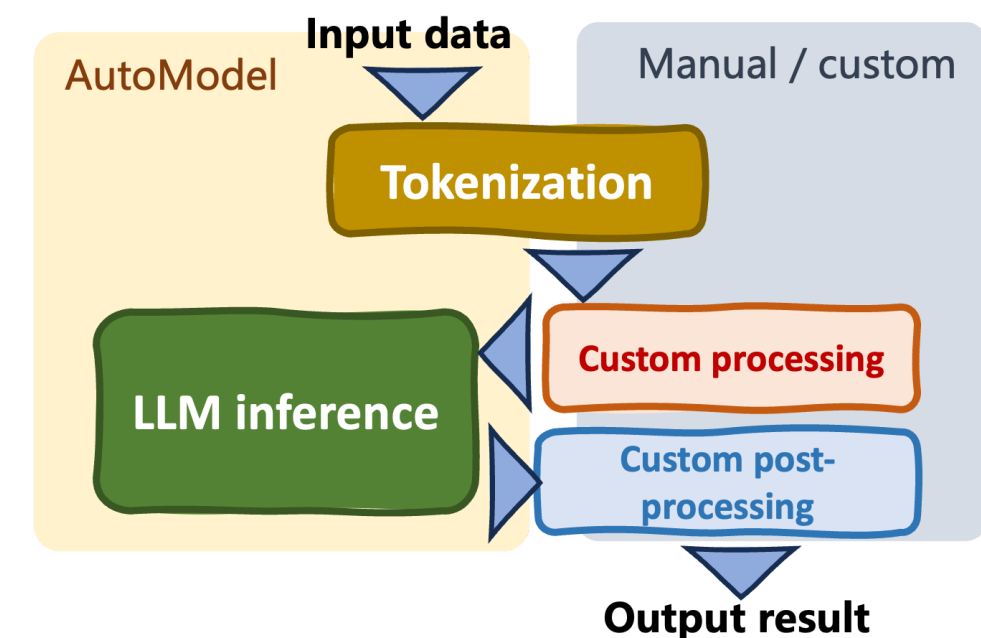 Input data
AutoModel
Manual / custom
Tokenization
Custom processing
LLM inference
Custom post-
processing
Output result